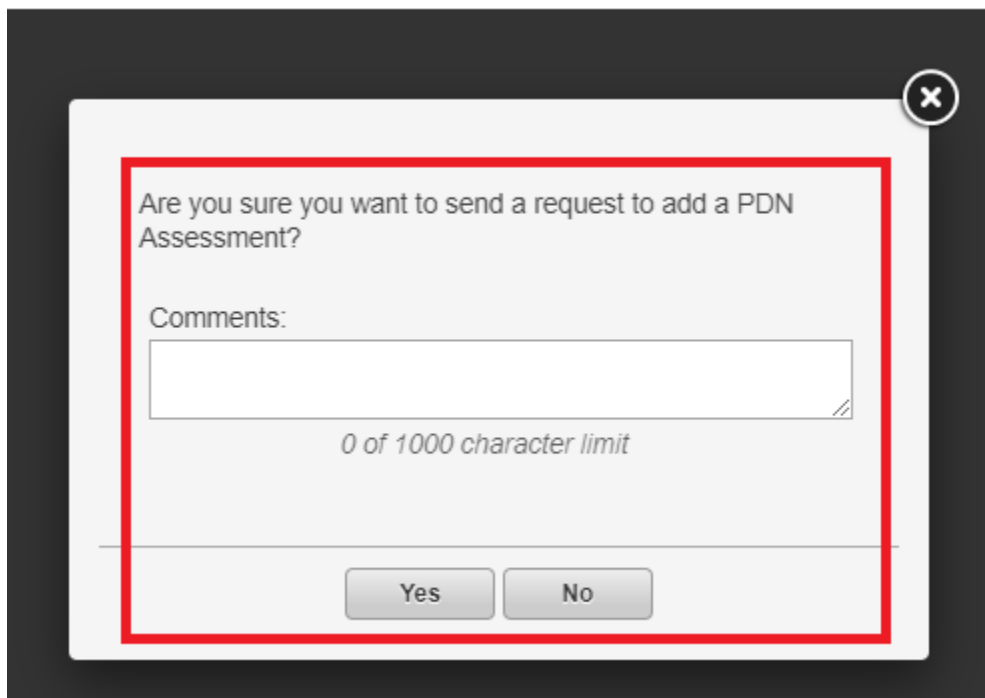 Are you sure you want to send a request to add a PDN
Assessment?
Comments:
0 of 1000 character limit
Yes No